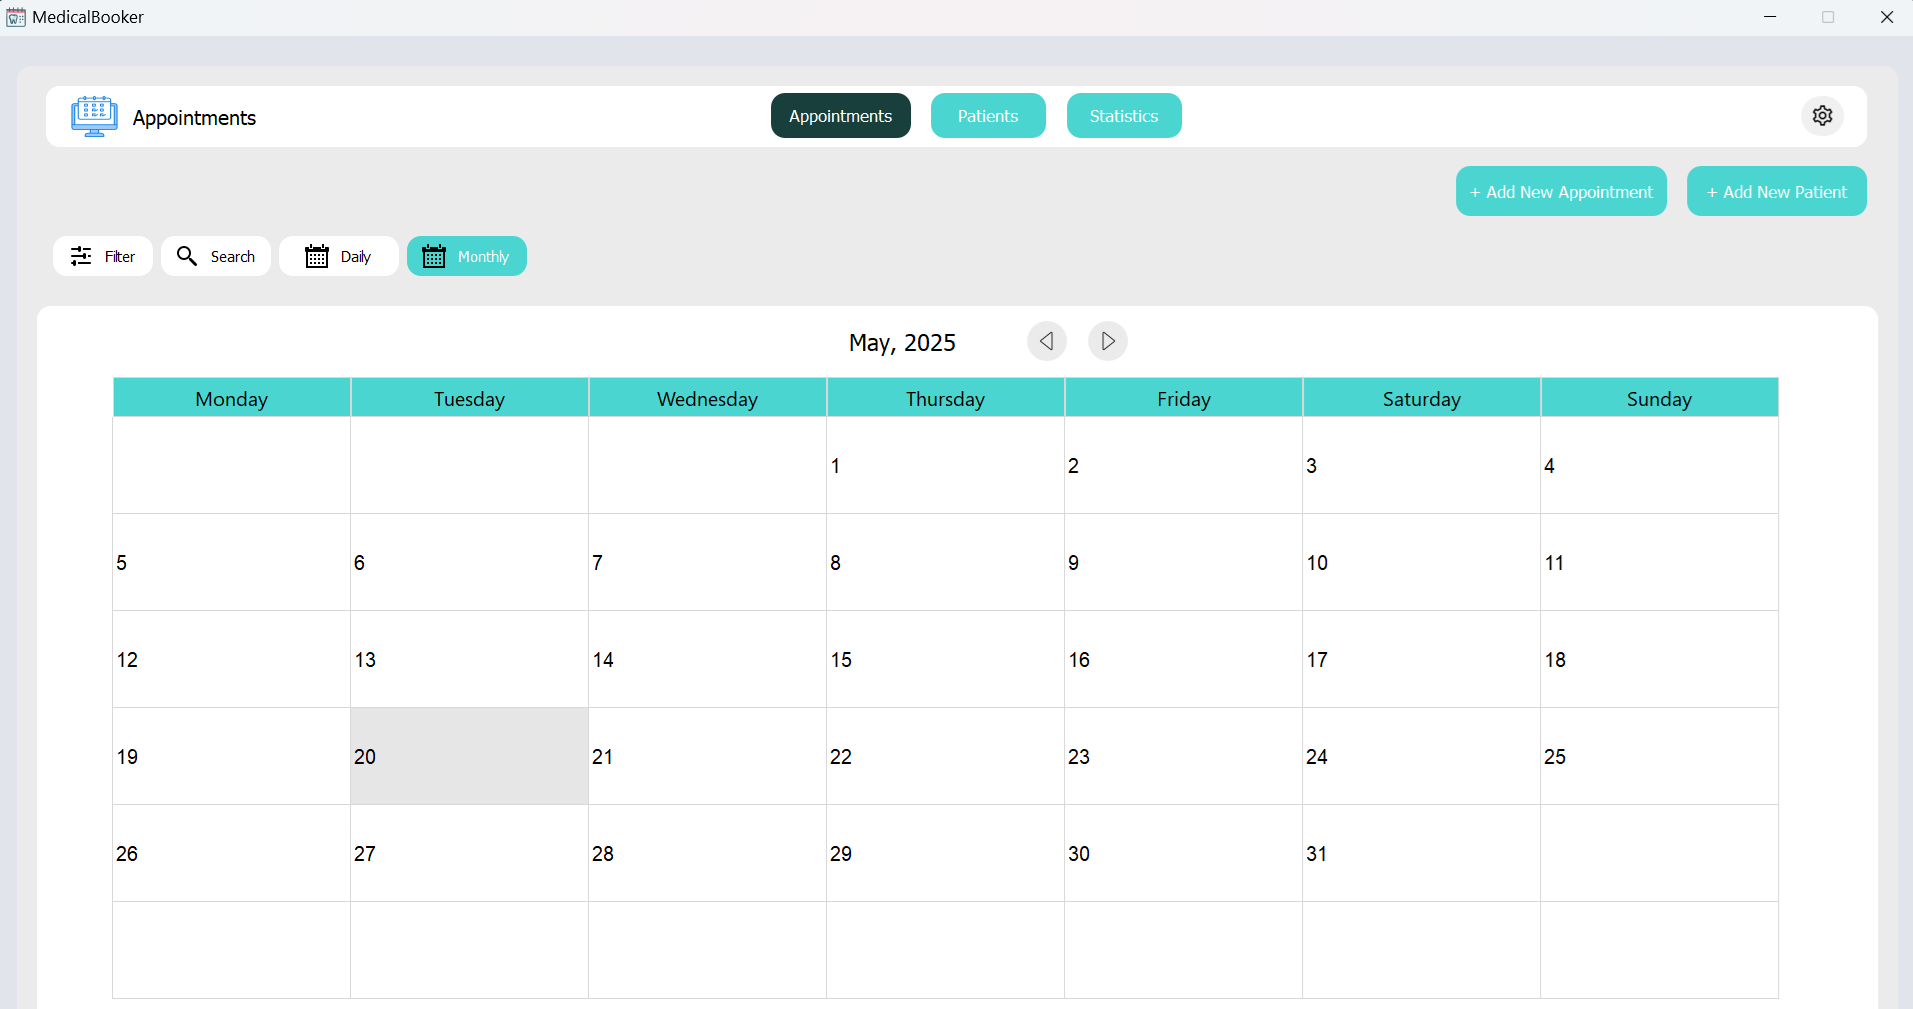 MedicalBooker
Appointments
Appointments Patients Statistics
+ Add New Appointment + Add New Patient
Filter Search Daily Monthly
May, 2025
Monday Tuesday Wednesday Thursday Friday Saturday Sunday
1 2 3 4
5 6 7 8 9 10 11
12 13 14 15 16 17 18
19 20 21 22 23 24 25
26 27 28 29 30 31